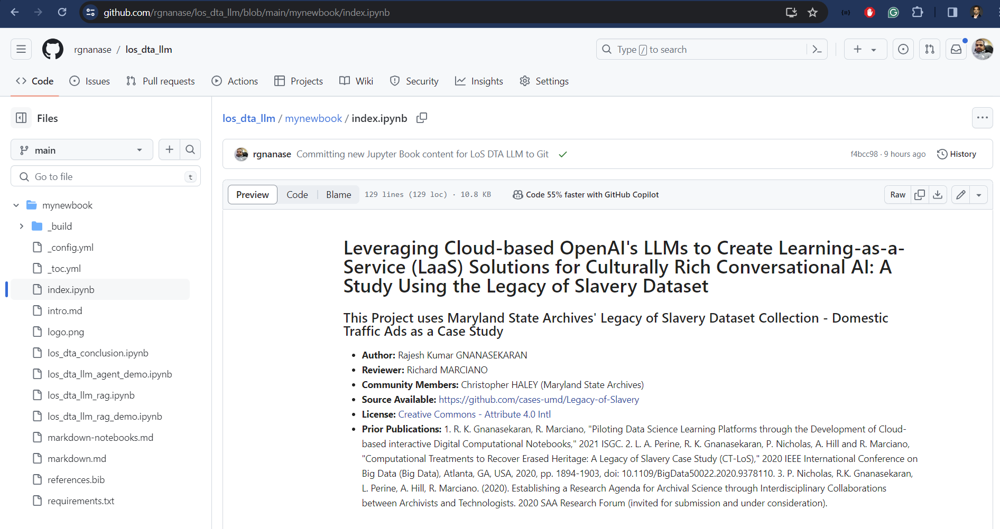 github.com/rgnanase/los_dta_llm/blob/main/mynewbook/index.ipynb
rgnanase / los_dta_llm
Type / to search
Code
Issues
Pull requests
Actions
Projects
Wiki
Security
Insights
Settings
Files
main
Go to file
t
mynewbook
_build
_config.yml
_toc.yml
index.ipynb
intro.md
logo.png
los_dta_conclusion.ipynb
los_dta_llm_agent_demo.ipynb
los_dta_llm_rag.ipynb
los_dta_llm_rag_demo.ipynb
markdown-notebooks.md
markdown.md
references.bib
requirements.txt
los_dta_llm / mynewbook / index.ipynb
rgnanase Committing new Jupyter Book content for LoS DTA LLM to Git
f4bcc98 · 9 hours ago
History
Preview
Code
Blame
129 lines (129 loc) · 10.8 KB
Code 55% faster with GitHub Copilot
Raw
Leveraging Cloud-based OpenAI's LLMs to Create Learning-as-a-
Service (LaaS) Solutions for Culturally Rich Conversational AI: A
Study Using the Legacy of Slavery Dataset
This Project uses Maryland State Archives' Legacy of Slavery Dataset Collection - Domestic
Traffic Ads as a Case Study
• Author: Rajesh Kumar GNANASEKARAN
• Reviewer: Richard MARCIANO
• Community Members: Christopher HALEY (Maryland State Archives)
• Source Available: https://github.com/cases-umd/Legacy-of-Slavery
• License: Creative Commons - Attribute 4.0 Intl
• Prior Publications: 1. R. K. Gnanasekaran, R. Marciano, "Piloting Data Science Learning Platforms through the Development of Cloud-
based interactive Digital Computational Notebooks," 2021 ISGC. 2. L. A. Perine, R. K. Gnanasekaran, P. Nicholas, A. Hill and R. Marciano,
"Computational Treatments to Recover Erased Heritage: A Legacy of Slavery Case Study (CT-LoS)," 2020 IEEE International Conference on
Big Data (Big Data), Atlanta, GA, USA, 2020, pp. 1894-1903, doi: 10.1109/BigData50022.2020.9378110. 3. P. Nicholas, R.K. Gnanasekaran,
L. Perine, A. Hill, R. Marciano. (2020). Establishing a Research Agenda for Archival Science through Interdisciplinary Collaborations
between Archivists and Technologists. 2020 SAA Research Forum (invited for submission and under consideration).